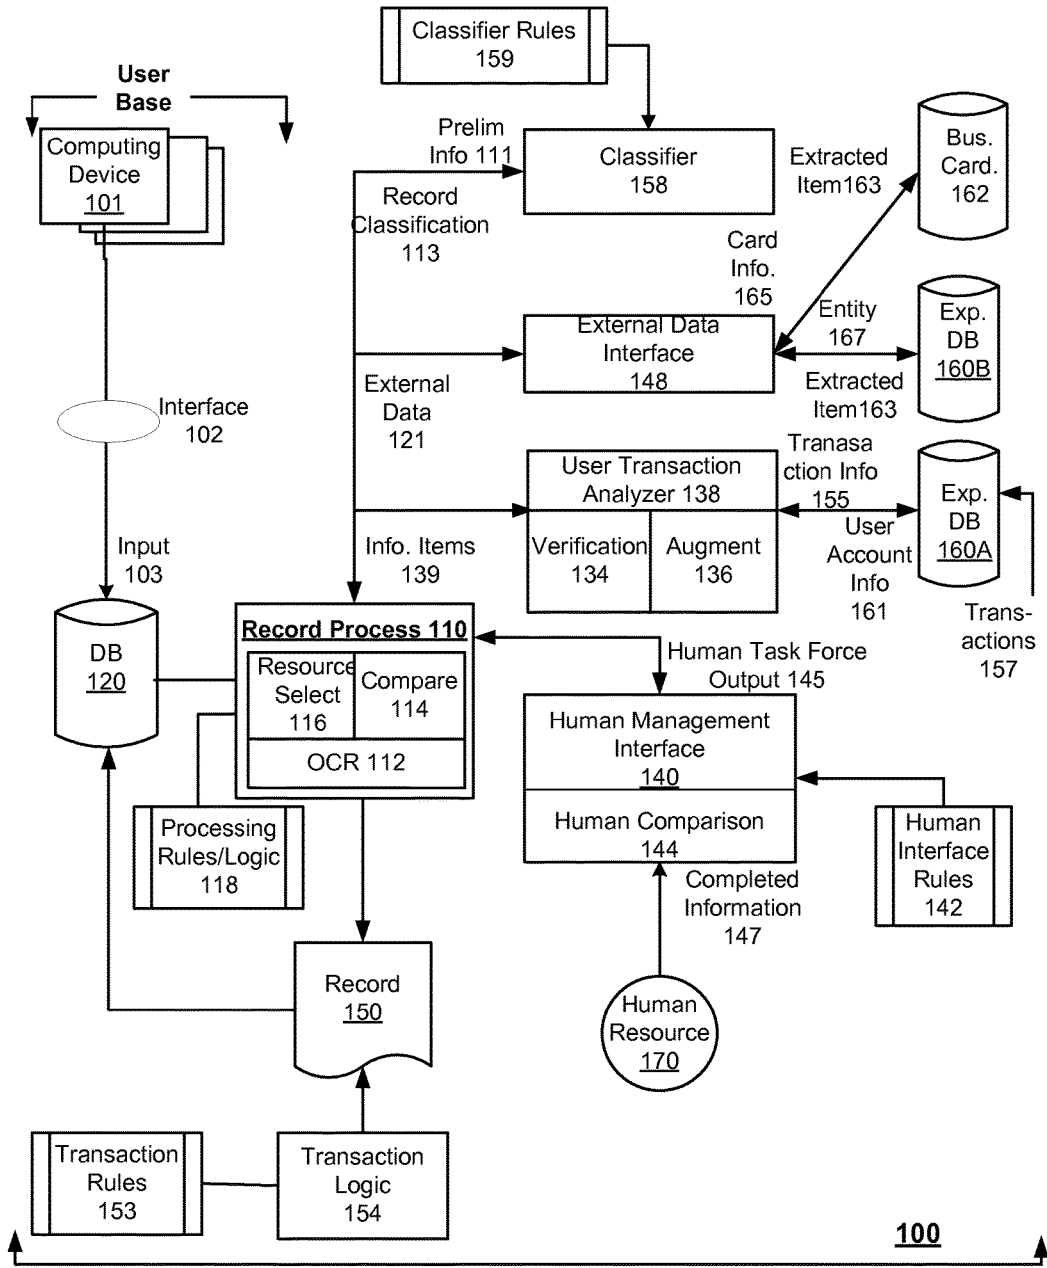 Classifier Rules
159
User
Base
Computing
Device
101
Prelim
Info 111
Classifier
158
Extracted
Item163
Bus.
Card.
162
Record
Classification
113
Card
Info.
165
External Data
Interface
148
Entity
167
Exp.
DB
160B
Extracted
Item163
External
Data
121
Interface
102
User Transaction
Analyzer 138
Verification
134
Augment
136
Tranasa
ction Info
155
Exp.
DB
160A
User
Account
Info
161
Trans-
actions
157
Input
103
Info. Items
139
DB
120
Record Process 110
Resource
Select
116
Compare
114
OCR 112
Human Task Force
Output 145
Human Management
Interface
140
Human Comparison
144
Processing
Rules/Logic
118
Human
Interface
Rules
142
Completed
Information
147
Record
150
Human
Resource
170
Transaction
Rules
153
Transaction
Logic
154
100